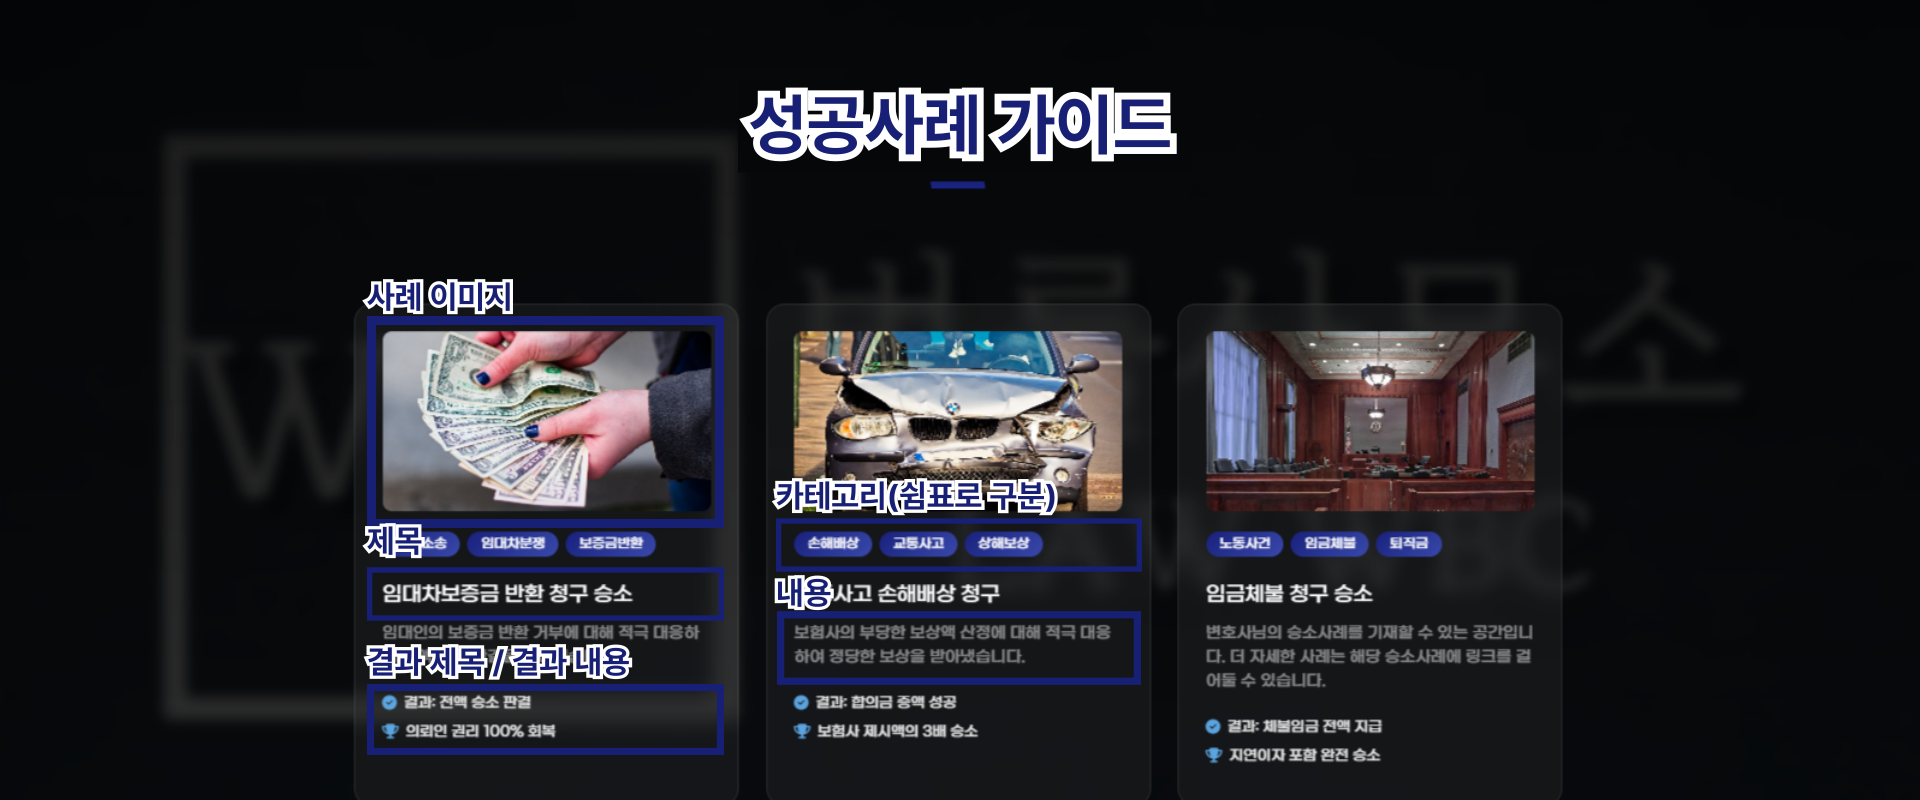 성공사례 가이드
사례 이미지
제목
소송 임대차분쟁 보증금반환
임대차보증금 반환 청구 승소
임대인의 보증금 반환 거부에 대해 적극 대응하
결과 제목 / 결과 내용
결과: 전액 승소 판결
의뢰인 권리 100% 회복
카테고리(쉼표로 구분)
손해배상 교통사고 상해보상
내용
사고 손해배상 청구
보험사의 부당한 보상액 산정에 대해 적극 대응
하여 정당한 보상을 받아냈습니다.
결과: 합의금 증액 성공
보험사 제시액의 3배 승소
노동사건 임금체불 퇴직금
임금체불 청구 승소
변호사님의 승소사례를 기재할 수 있는 공간입니
다. 더 자세한 사례는 해당 승소사례에 링크를 걸
어둘 수 있습니다.
결과: 체불임금 전액 지급
지연이자 포함 완전 승소